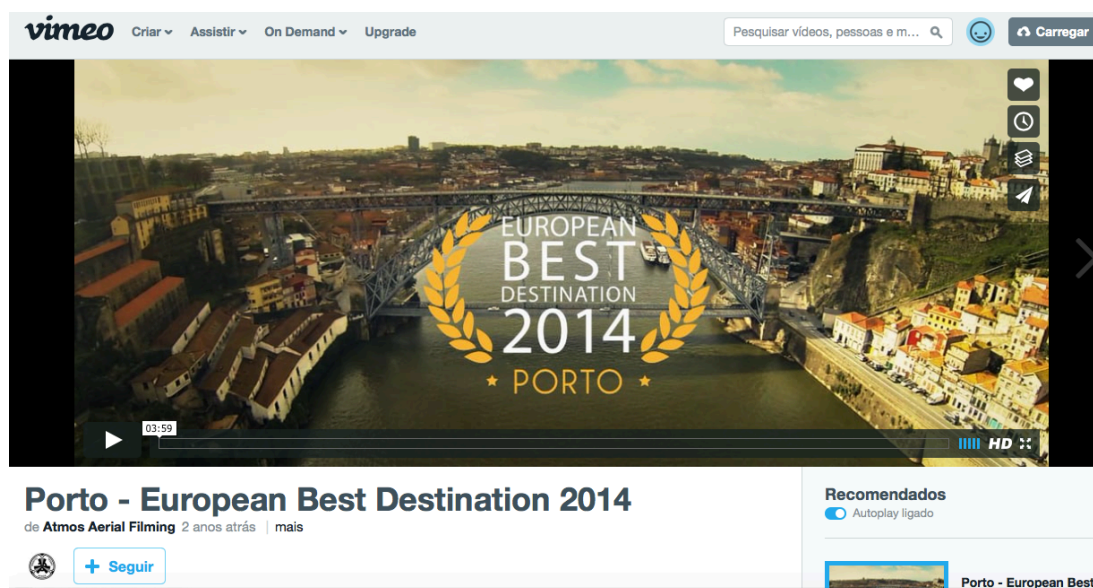 vimeo Criar Assistir On Demand Upgrade Pesquisar vídeos, pessoas e m... Carregar
EUROPEAN
BEST
DESTINATION
2014
PORTO
03:59
HD
Porto - European Best Destination 2014
de Atmos Aerial Filming 2 anos atrás | mais
+ Seguir
Recomendados
Autoplay ligado
Porto - European Best